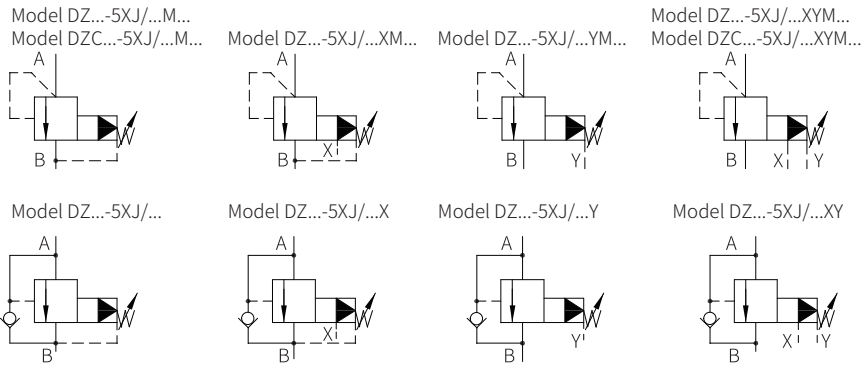 Model DZ...-5XJ/...M...
Model DZC...-5XJ/...M...
Model DZ...-5XJ/...XM...
Model DZ...-5XJ/...YM...
Model DZ...-5XJ/...XYM...
Model DZC...-5XJ/...XYM...
A
A
A
A
B
B X
B Y
B X Y
Model DZ...-5XJ/...
Model DZ...-5XJ/...X
Model DZ...-5XJ/...Y
Model DZ...-5XJ/...XY
A
A
A
A
B
B X
B Y
B X Y